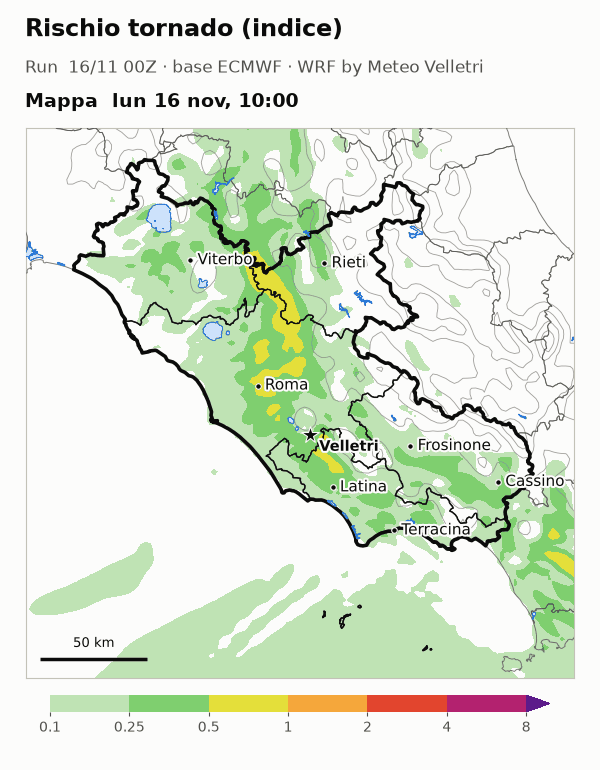 Rischio tornado (indice)
Run  16/11 00Z · base ECMWF · WRF by Meteo Velletri
Mappa  lun 16 nov, 10:00
Viterbo
Rieti
Roma
Velletri
Frosinone
Latina
Cassino
Terracina
50 km
0.1 0.25 0.5 1 2 4 8